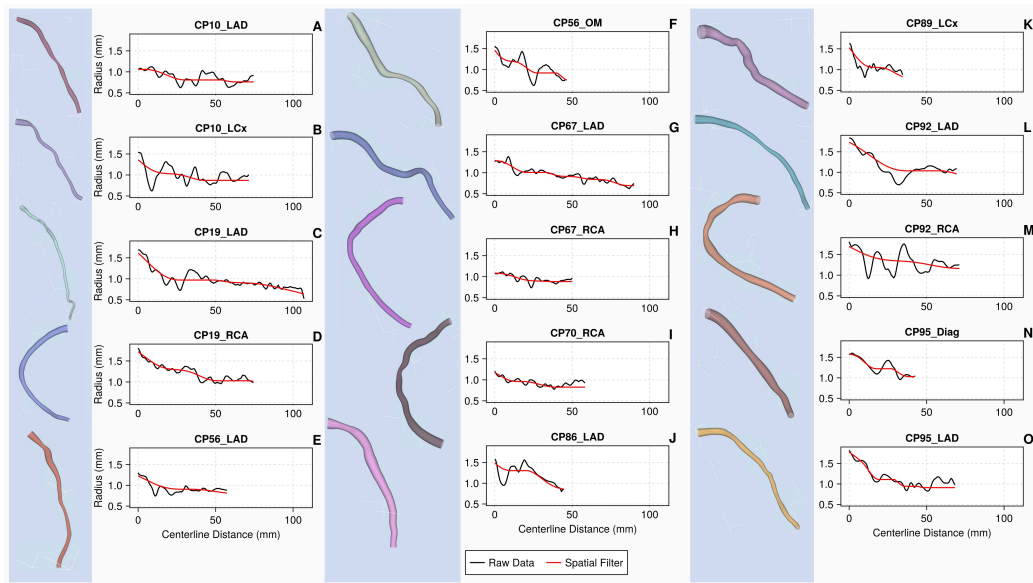 CP10_LAD A
Radius (mm)
1.5
1.0
0.5
0 50 100
CP10_LCx B
Radius (mm)
1.5
1.0
0.5
0 50 100
CP19_LAD C
Radius (mm)
1.5
1.0
0.5
0 50 100
CP19_RCA D
Radius (mm)
1.5
1.0
0.5
0 50 100
CP56_LAD E
Radius (mm)
1.5
1.0
0.5
0 50 100
Centerline Distance (mm)
CP56_OM F
1.5
1.0
0.5
0 50 100
CP67_LAD G
1.5
1.0
0.5
0 50 100
CP67_RCA H
1.5
1.0
0.5
0 50 100
CP70_RCA I
1.5
1.0
0.5
0 50 100
CP86_LAD J
1.5
1.0
0.5
0 50 100
Centerline Distance (mm)
Raw Data Spatial Filter
CP89_LCx K
1.5
1.0
0.5
0 50 100
CP92_LAD L
1.5
1.0
0.5
0 50 100
CP92_RCA M
1.5
1.0
0.5
0 50 100
CP95_Diag N
1.5
1.0
0.5
0 50 100
CP95_LAD O
1.5
1.0
0.5
0 50 100
Centerline Distance (mm)